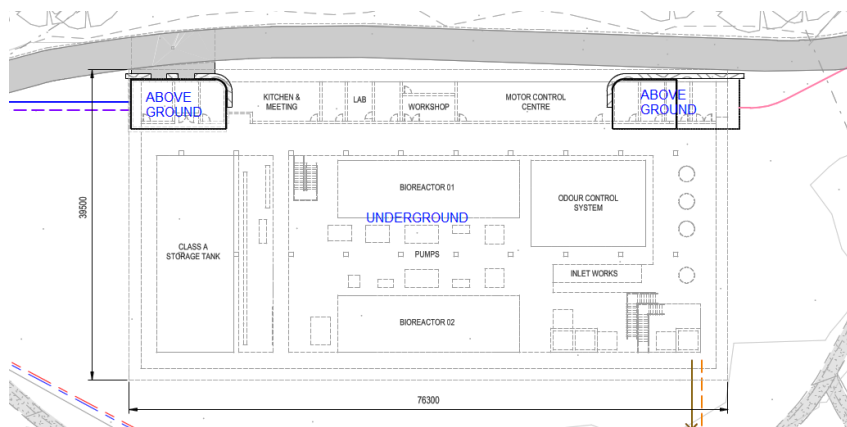 ABOVE
GROUND
KITCHEN &
MEETING
LAB
WORKSHOP
MOTOR CONTROL
CENTRE
ABOVE
GROUND
39500
BIOREACTOR 01
ODOUR CONTROL
SYSTEM
UNDERGROUND
CLASS A
STORAGE TANK
PUMPS
INLET WORKS
BIOREACTOR 02
76300